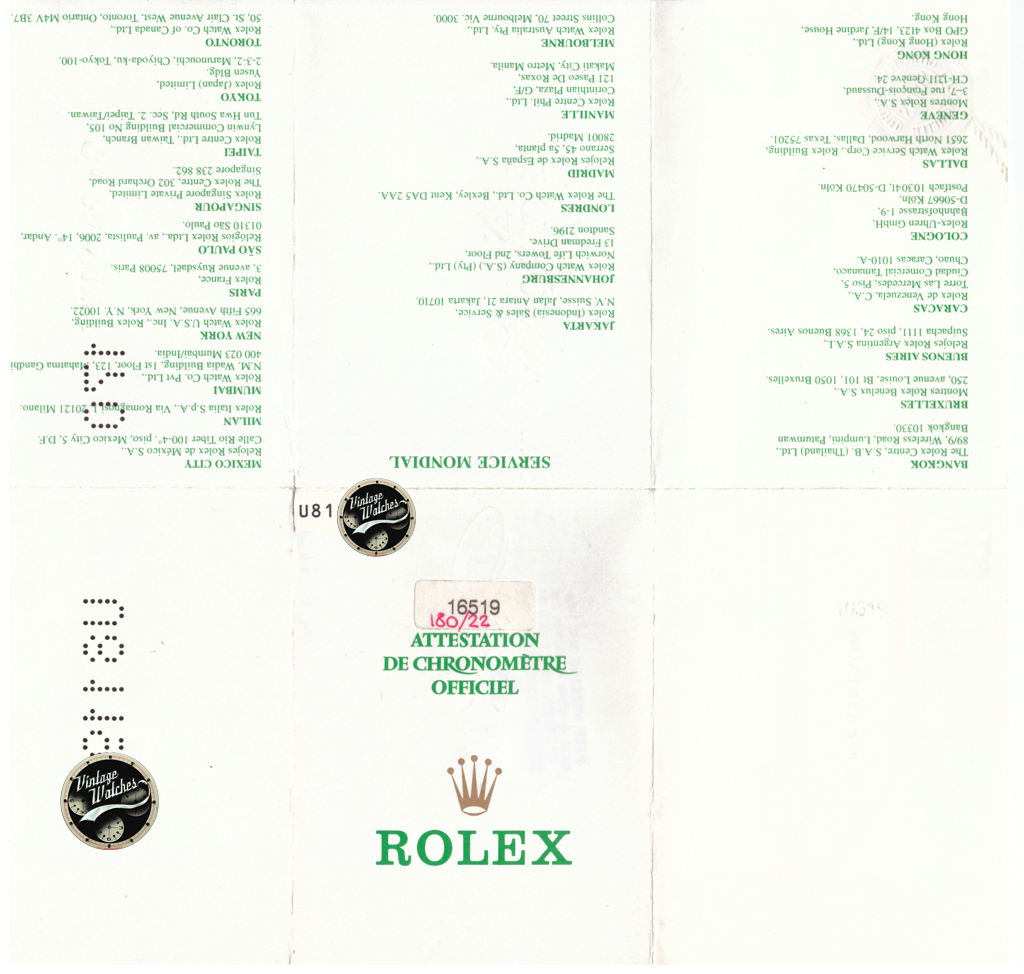 SERVICE MONDIAL
BANGKOK
The Rolex Centre, S.A.B. (Thailand) Ltd.,
89/9, Wireless Road, Lumpini, Patumwan
Bangkok 10330.
BRUXELLES
Montres Rolex Benelux S.A.,
250, avenue Louise, Bt 101, 1050 Bruxelles.
BUENOS AIRES
Relojes Rolex Argentina S.A.I.,
Suipacha 1111, piso 24, 1368 Buenos Aires.
CARACAS
Rolex de Venezuela, C.A.,
Torre Las Mercedes, Piso 5,
Ciudad Comercial Tamanaco,
Chuao, Caracas 1010-A.
COLOGNE
Rolex-Uhren GmbH,
Bahnhofstrasse 1-9,
D-50667 Köln,
Postfach 103041, D-50470 Köln.
DALLAS
Rolex Watch Service Corp., Rolex Building,
2651 North Harwood, Dallas, Texas 75201.
GENÈVE
Montres Rolex S.A.,
3-7, rue François-Dussaud,
CH-1211 Genève 24.
HONG KONG
Rolex (Hong Kong) Ltd.,
GPO Box 4123, 14/F, Jardine House,
Hong Kong.
JAKARTA
Rolex (Indonesia) Sales & Service,
N.V. Suisse, Jalan Antara 21, Jakarta 10710.
JOHANNESBURG
Rolex Watch Company (S.A.) (Pty) Ltd.,
Norwich Life Towers, 2nd Floor,
13 Fredman Drive,
Sandton 2196.
LONDRES
The Rolex Watch Co. Ltd., Bexley, Kent DA5 2AA.
MADRID
Relojes Rolex de España S.A.,
Serrano 45, 5a planta,
28001 Madrid.
MANILLE
Rolex Centre Phil. Ltd.,
Corinthian Plaza, G/F,
121 Paseo De Roxas,
Makati City, Metro Manila.
MELBOURNE
Rolex Watch Australia Pty. Ltd.,
Collins Street 70, Melbourne Vic. 3000.
MEXICO CITY
Relojes Rolex de México S.A.,
Calle Rio Tiber 100-4°. piso, Mexico City 5, D.F.
MILAN
Rolex Italia S.p.A., Via Romagnosi 1, 20121 Milano.
MUMBAI
Rolex Watch Co. Pvt Ltd.,
N.M. Wadia Building, 1st Floor, 123, Mahatma Gandhi
400 023 Mumbai/India.
NEW YORK
Rolex Watch U.S.A. Inc., Rolex Building,
665 Fifth Avenue, New York, N.Y. 10022.
PARIS
Rolex France,
3, avenue Ruysdaël, 75008 Paris.
SÃO PAULO
Relogios Rolex Ltda., av. Paulista, 2006, 14°. Andar,
01310 São Paulo.
SINGAPOUR
Rolex Singapore Private Limited,
The Rolex Centre, 302 Orchard Road,
Singapore 238 862.
TAIPEI
Rolex Centre Ltd., Taiwan Branch,
Lynwin Commercial Building No 105,
Tun Hwa South Rd, Sec. 2, Taipei/Taiwan.
TOKYO
Rolex (Japan) Limited,
Yusen Bldg.
2-3-2, Marunouchi, Chiyoda-ku, Tokyo-100.
TORONTO
Rolex Watch Co. of Canada Ltd.,
50, St. Clair Avenue West, Toronto, Ontario M4V 3B7.
U81
Vintage
Watches
16519
180/22
ATTESTATION
DE CHRONOMÈTRE
OFFICIEL
ROLEX
16519
Vintage
Watches